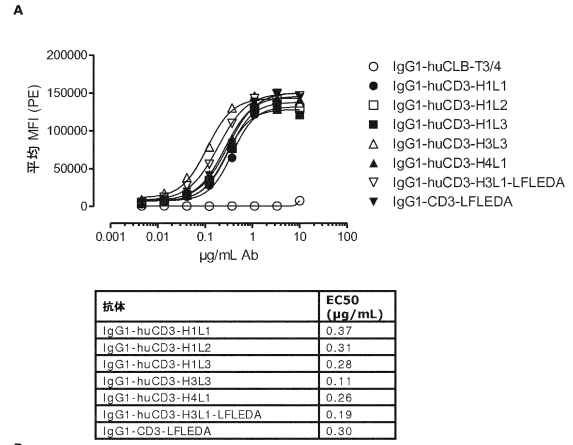 A
200000
150000
100000
50000
0
平均 MFI (PE)
0.001
0.01
0.1
1
10
100
µg/mL Ab
IgG1-huCLB-T3/4
IgG1-huCD3-H1L1
IgG1-huCD3-H1L2
IgG1-huCD3-H1L3
IgG1-huCD3-H3L3
IgG1-huCD3-H4L1
IgG1-huCD3-H3L1-LFLEDA
IgG1-CD3-LFLEDA
抗体 EC50 (µg/mL)
IgG1-huCD3-H1L1 0.37
IgG1-huCD3-H1L2 0.31
IgG1-huCD3-H1L3 0.28
IgG1-huCD3-H3L3 0.11
IgG1-huCD3-H4L1 0.26
IgG1-huCD3-H3L1-LFLEDA 0.19
IgG1-CD3-LFLEDA 0.30